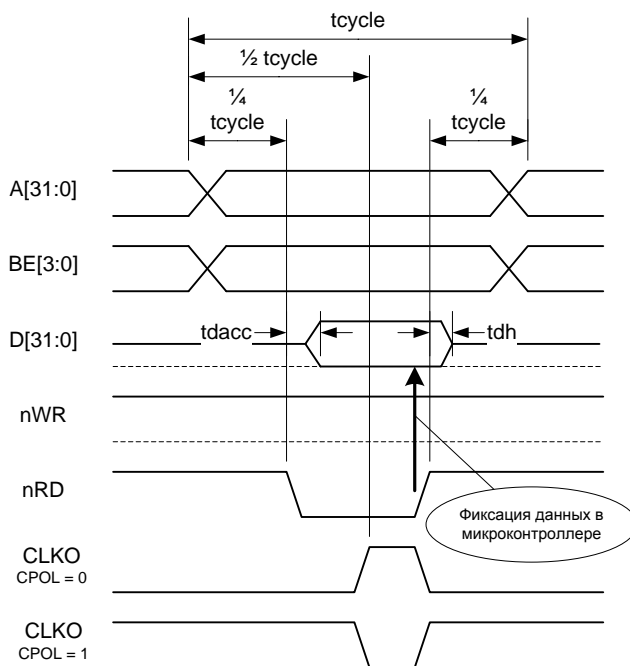 tcycle
½ tcycle
¼
tcycle
¼
tcycle
A[31:0]
BE[3:0]
D[31:0]
tdacc
tdh
nWR
nRD
Фиксация данных в
микроконтроллере
CLKO
CPOL = 0
CLKO
CPOL = 1